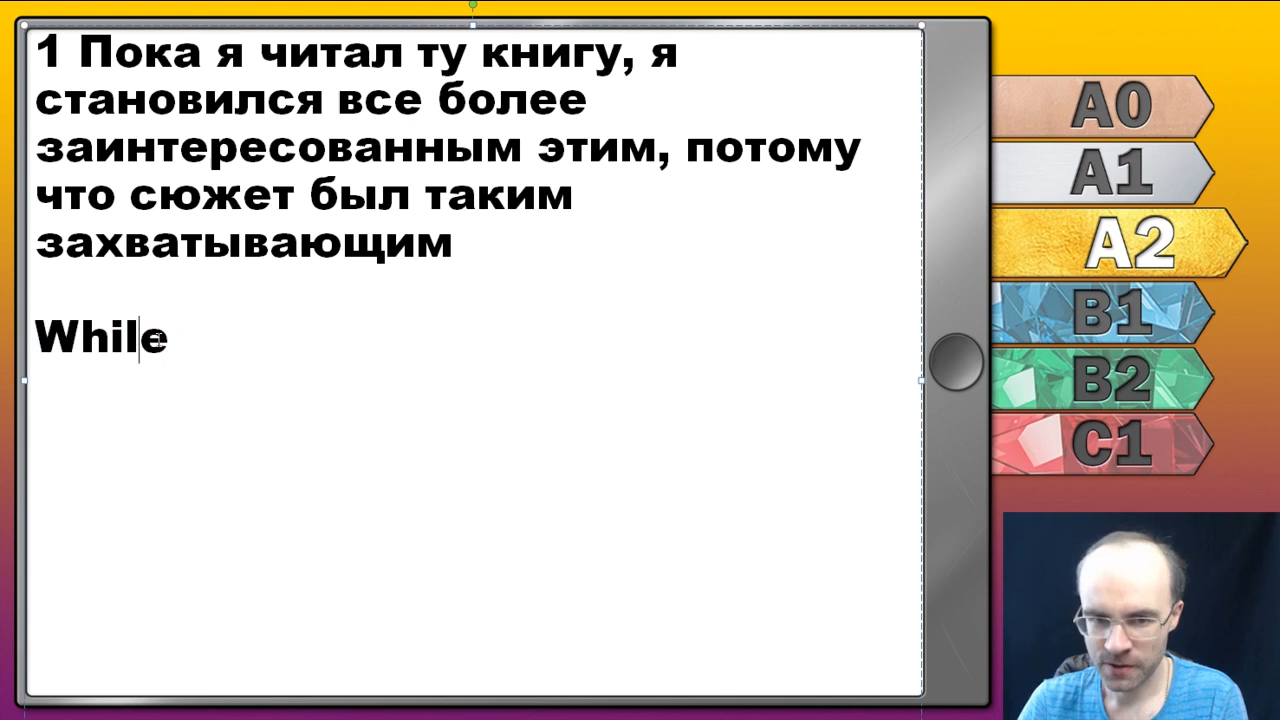 1 Пока я читал ту книгу, я
становился все более
заинтересованным этим, потому
что сюжет был таким
захватывающим
While
A0
A1
A2
B1
B2
C1